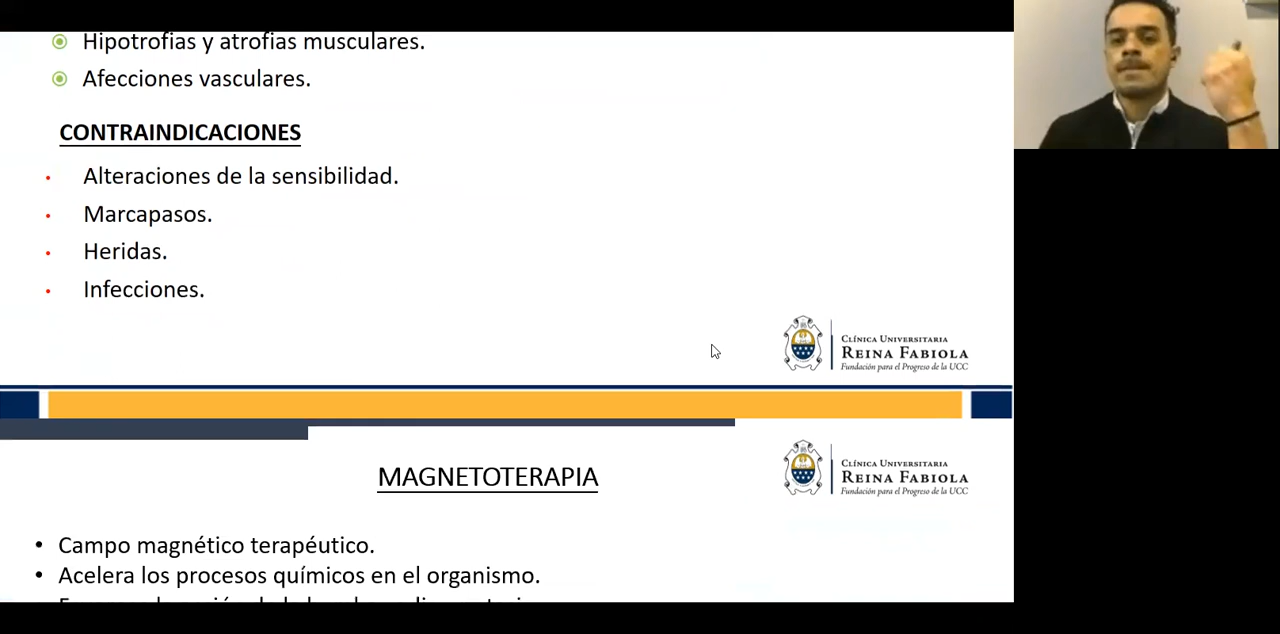 Hipotrofias y atrofias musculares.
Afecciones vasculares.
CONTRAINDICACIONES
Alteraciones de la sensibilidad.
Marcapasos.
Heridas.
Infecciones.
CLÍNICA UNIVERSITARIA
REINA FABIOLA
Fundación para el Progreso de la UCC
CLÍNICA UNIVERSITARIA
REINA FABIOLA
Fundación para el Progreso de la UCC
MAGNETOTERAPIA
Campo magnético terapéutico.
Acelera los procesos químicos en el organismo.